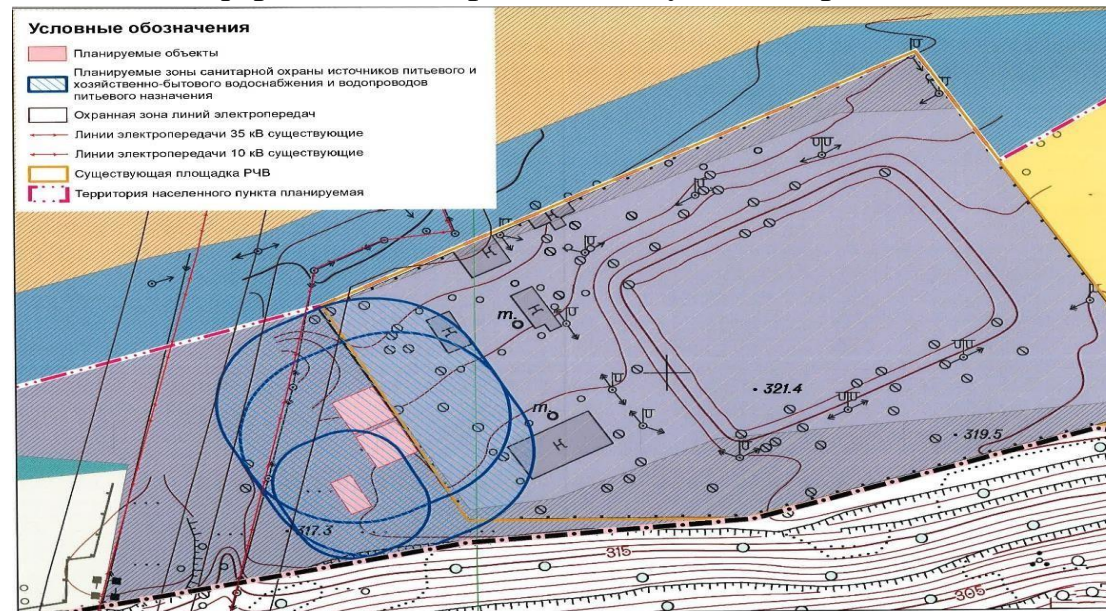 Условные обозначения
Планируемые объекты
Планируемые зоны санитарной охраны источников питьевого и
хозяйственно-бытового водоснабжения и водопроводов
питьевого назначения
Охранная зона линий электропередач
Линии электропередачи 35 кВ существующие
Линии электропередачи 10 кВ существующие
Существующая площадка РЧВ
Территория населенного пункта планируемая
Н
Н
Н
Н
т.
т.
Н
321.4
319.5
317.3
315
305